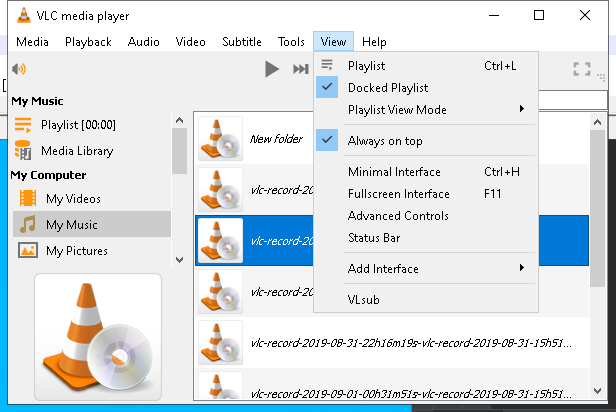 VLC media player
Media Playback Audio Video Subtitle Tools View Help
Playlist Ctrl+L
Docked Playlist
Playlist View Mode
Always on top
Minimal Interface Ctrl+H
Fullscreen Interface F11
Advanced Controls
Status Bar
Add Interface
VLsub
My Music
Playlist [00:00]
Media Library
My Computer
My Videos
My Music
My Pictures
New folder
vlc-record-20
vlc-record-20
vlc-record-20
vlc-record-2019-08-31-22h16m19s-vlc-record-2019-08-31-15h51...
vlc-record-2019-09-01-00h31m51s-vlc-record-2019-08-31-15h51...